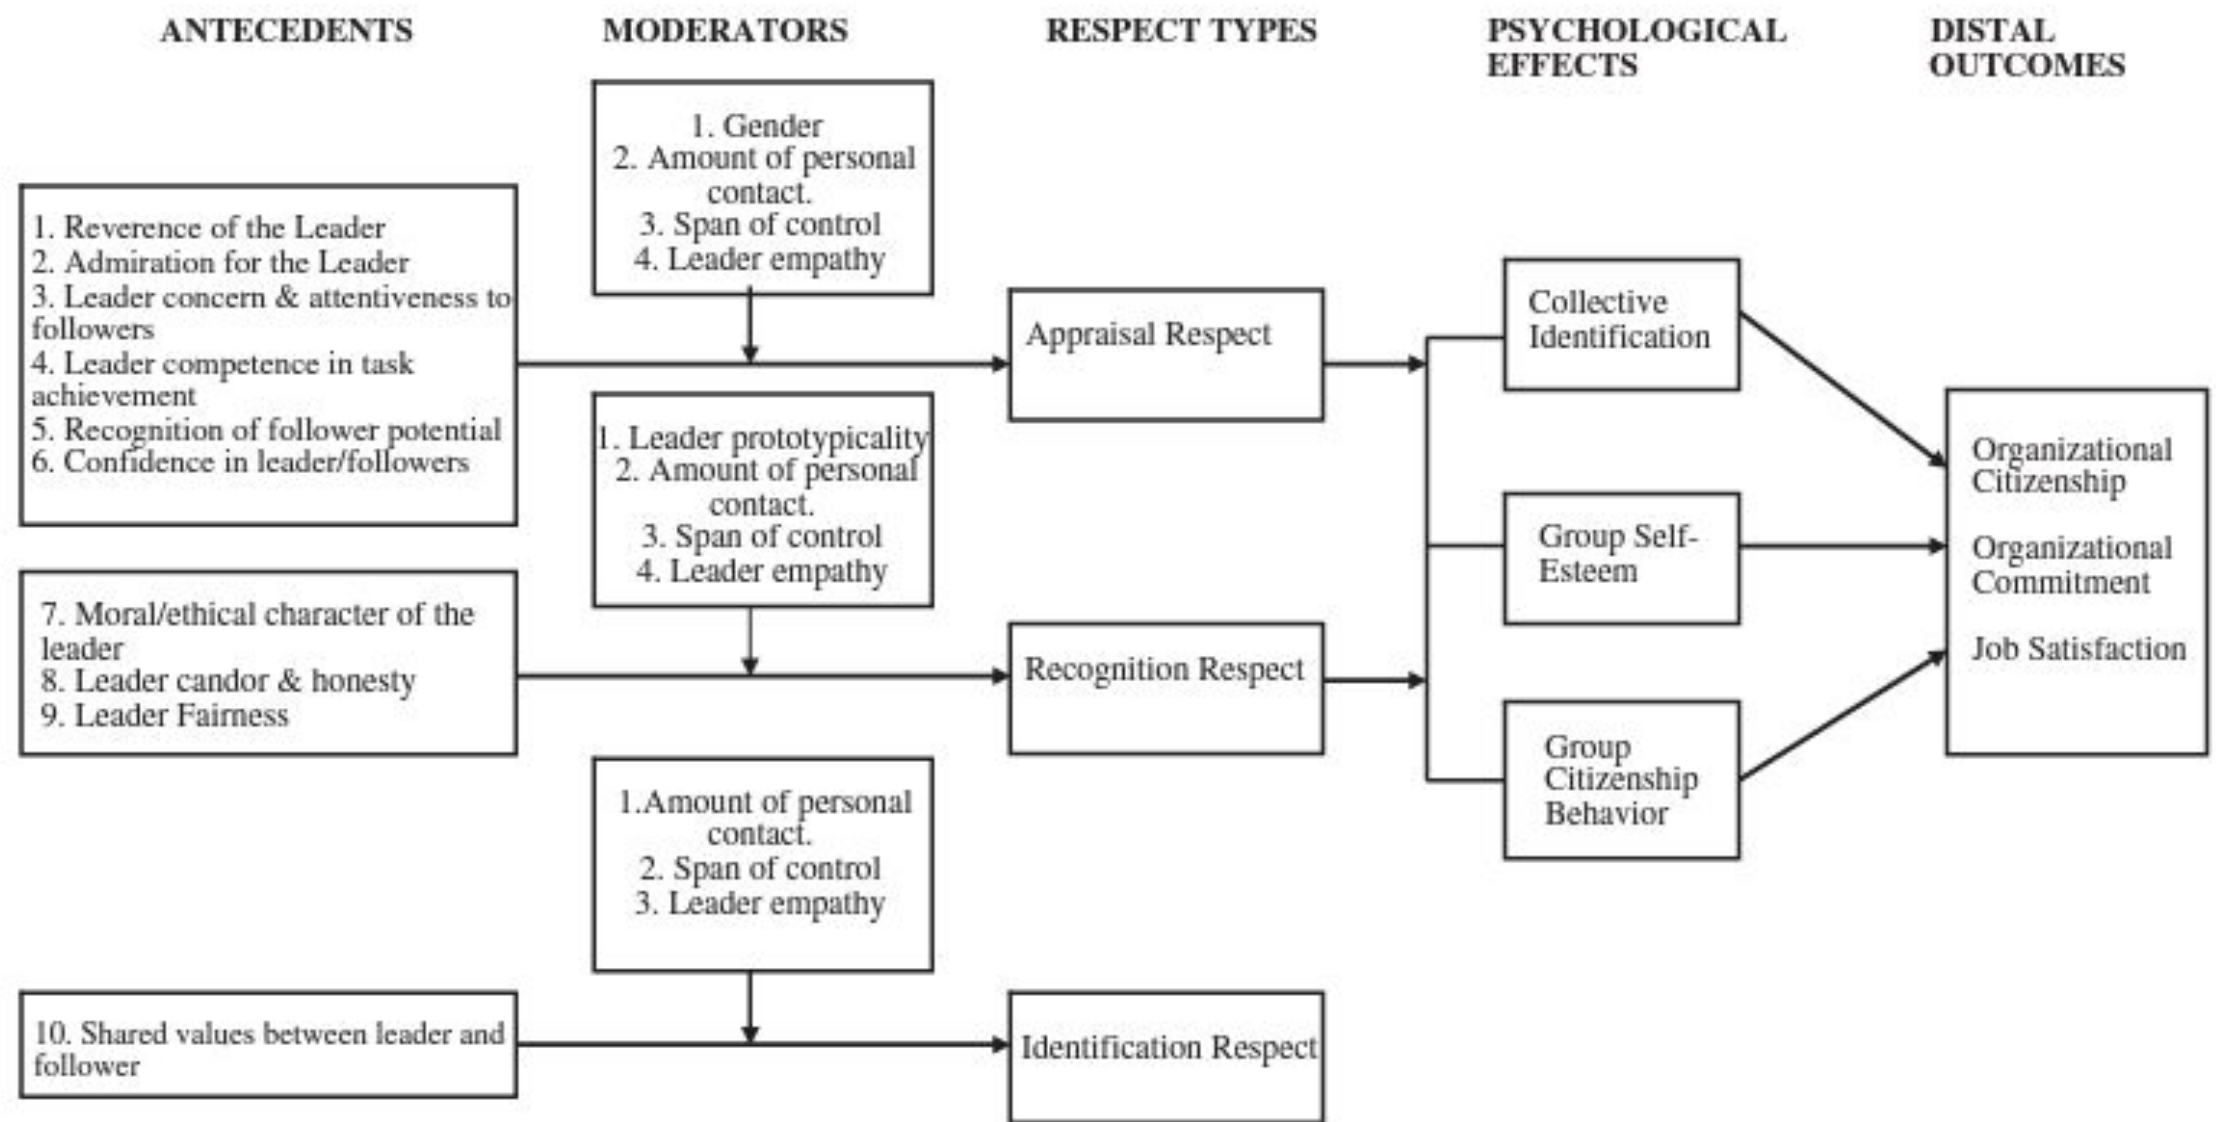 ANTECEDENTS
MODERATORS
RESPECT TYPES
PSYCHOLOGICAL
EFFECTS
DISTAL
OUTCOMES
1. Reverence of the Leader
2. Admiration for the Leader
3. Leader concern & attentiveness to
followers
4. Leader competence in task
achievement
5. Recognition of follower potential
6. Confidence in leader/followers
7. Moral/ethical character of the
leader
8. Leader candor & honesty
9. Leader Fairness
10. Shared values between leader and
follower
1. Gender
2. Amount of personal
contact.
3. Span of control
4. Leader empathy
1. Leader prototypicality
2. Amount of personal
contact.
3. Span of control
4. Leader empathy
1.Amount of personal
contact.
2. Span of control
3. Leader empathy
Appraisal Respect
Recognition Respect
Identification Respect
Collective
Identification
Group Self-
Esteem
Group
Citizenship
Behavior
Organizational
Citizenship
Organizational
Commitment
Job Satisfaction